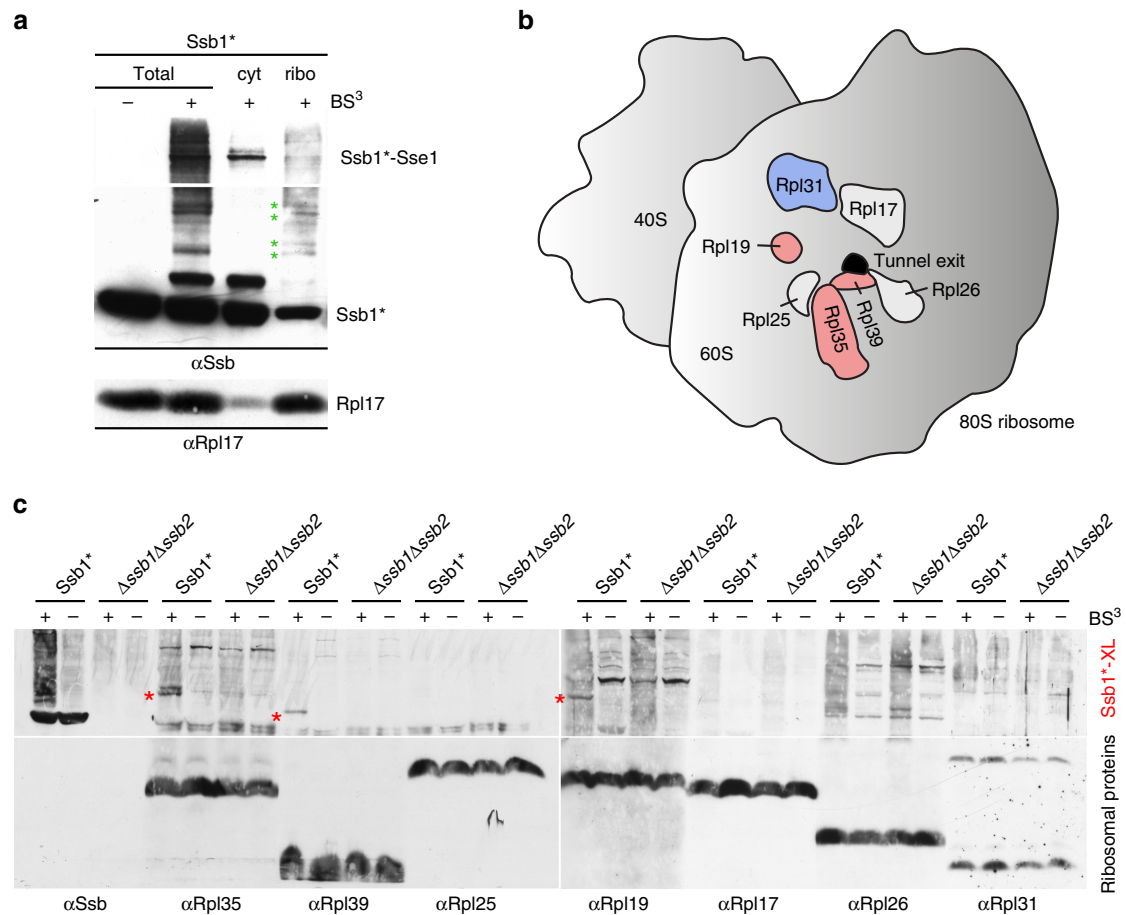 a
Ssb1*
Total cyt ribo
− + + + BS3
Ssb1*-Sse1
*
*
*
*
Ssb1*
αSsb
Rpl17
αRpl17
b
Rpl31
Rpl17
40S
Rpl19
Tunnel exit
Rpl26
Rpl25
Rpl35
Rpl39
60S
80S ribosome
c
Ssb1* Δssb1Δssb2 Ssb1* Δssb1Δssb2 Ssb1* Δssb1Δssb2 Ssb1* Δssb1Δssb2 Ssb1* Δssb1Δssb2 Ssb1* Δssb1Δssb2 Ssb1* Δssb1Δssb2 Ssb1* Δssb1Δssb2
+ − + − + − + − + − + − + − + − + − + − + − + − + − + − + − + − BS3
* * *
Ssb1*-XL
Ribosomal proteins
αSsb αRpl35 αRpl39 αRpl25 αRpl19 αRpl17 αRpl26 αRpl31